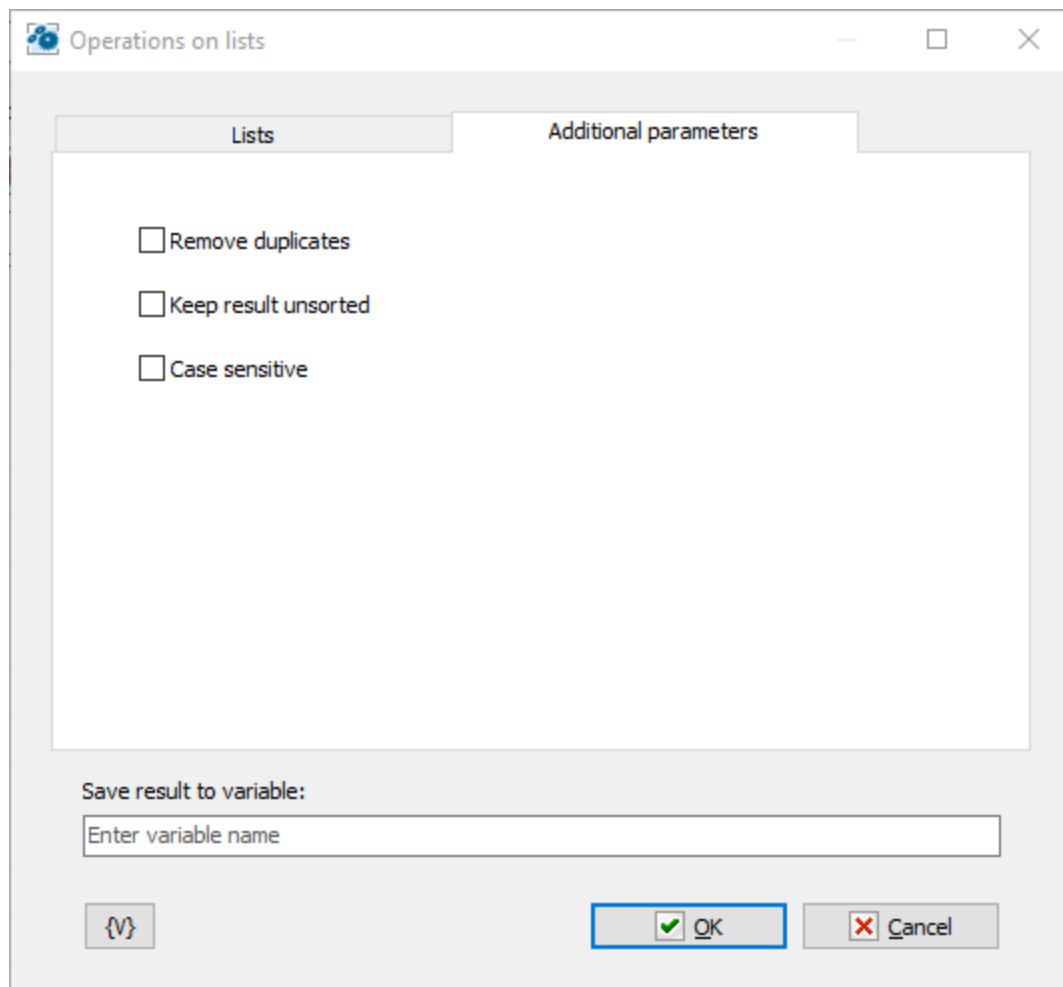 Operations on lists
Lists
Additional parameters
Remove duplicates
Keep result unsorted
Case sensitive
Save result to variable:
Enter variable name
{V}
OK
Cancel